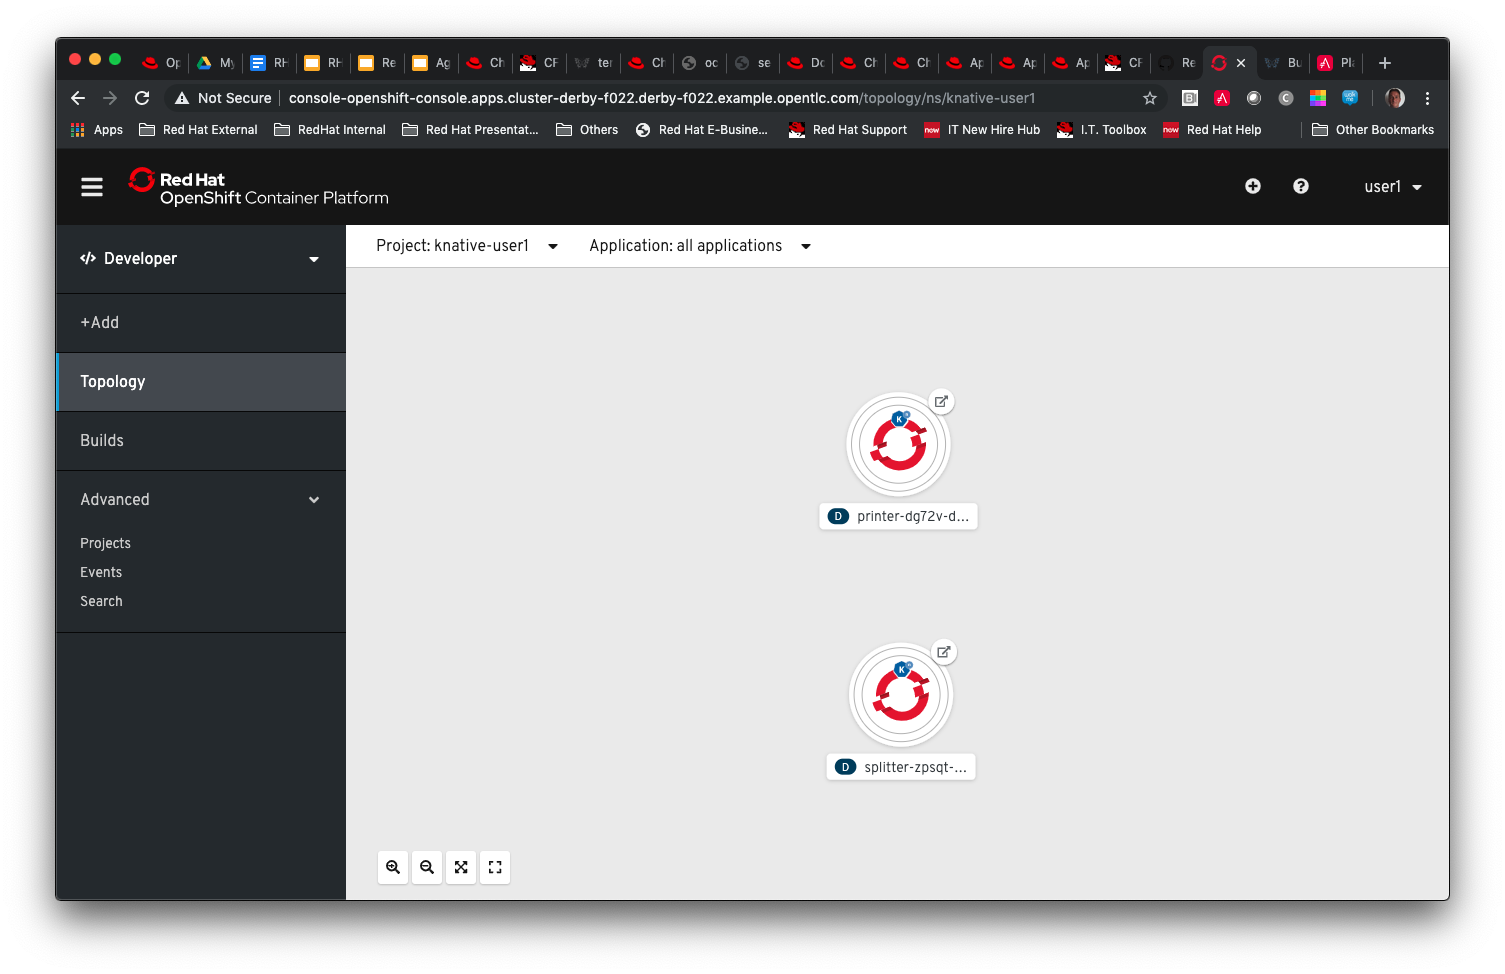 Op My RH RH Re Ag Ch CF ter Ch oc se Dc Ch Ch Ap Ap Ap CF Re Bu Pl
Not Secure console-openshift-console.apps.cluster-derby-f022.derby-f022.example.opentlc.com/topology/ns/knative-user1
Apps Red Hat External RedHat Internal Red Hat Presentat... Others Red Hat E-Busine... Red Hat Support now IT New Hire Hub I.T. Toolbox now Red Hat Help Other Bookmarks
Red Hat
OpenShift Container Platform
user1
Developer
Project: knative-user1 Application: all applications
+Add
Topology
Builds
Advanced
Projects
Events
Search
K
D printer-dg72v-d...
K
D splitter-zpsqt-...